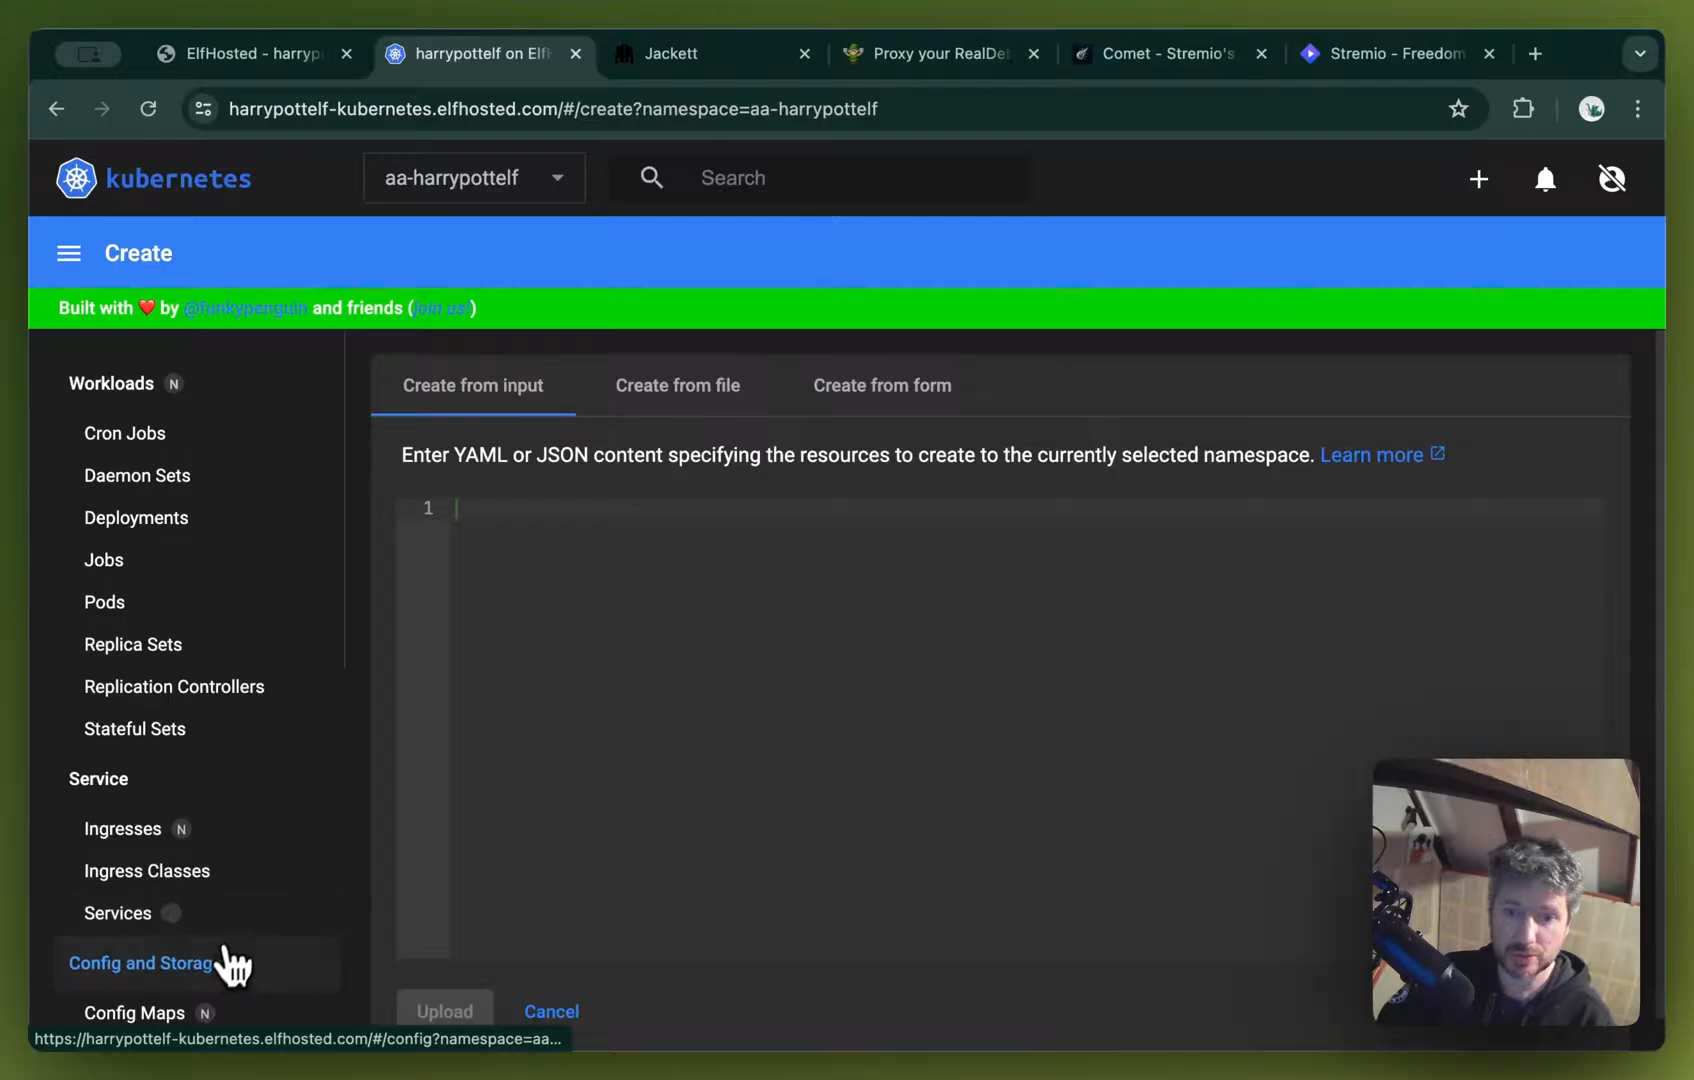 ElfHosted - harryp
harrypottelf on Elf
Jackett
Proxy your RealDe
Comet - Stremio's
Stremio - Freedom
harrypottelf-kubernetes.elfhosted.com/#/create?namespace=aa-harrypottelf
kubernetes
aa-harrypottelf
Search
Create
Built with ❤️ by @funkypenguin and friends (join us!)
Workloads N
Cron Jobs
Daemon Sets
Deployments
Jobs
Pods
Replica Sets
Replication Controllers
Stateful Sets
Service
Ingresses N
Ingress Classes
Services
Config and Storag
Config Maps N
Create from input
Create from file
Create from form
Enter YAML or JSON content specifying the resources to create to the currently selected namespace. Learn more
1
Upload
Cancel
https://harrypottelf-kubernetes.elfhosted.com/#/config?namespace=aa...